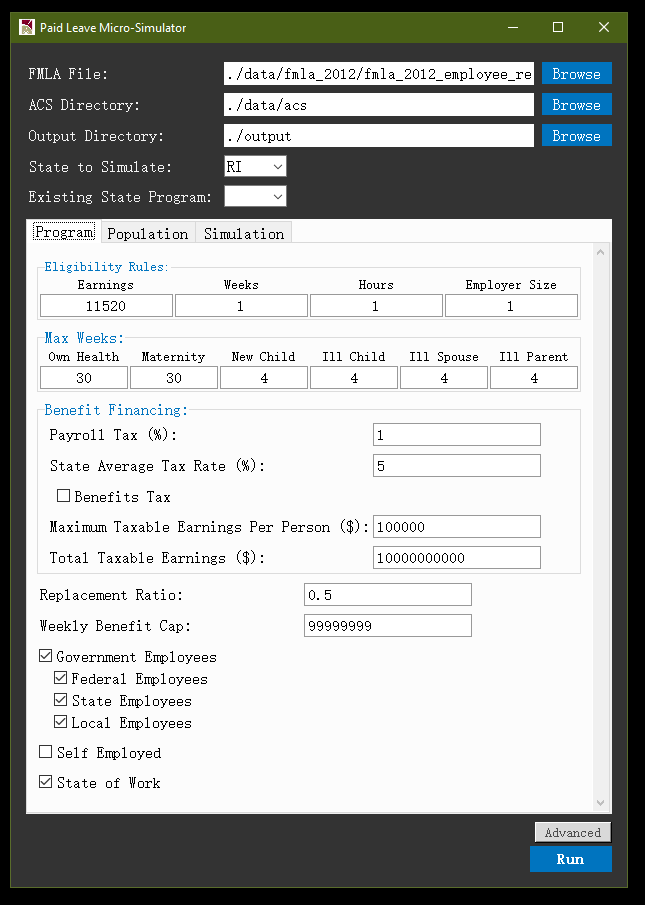 Paid Leave Micro-Simulator
FMLA File: ./data/fmla_2012/fmla_2012_employee_re Browse
ACS Directory: ./data/acs Browse
Output Directory: ./output Browse
State to Simulate: RI
Existing State Program:
Program Population Simulation
Eligibility Rules:
Earnings Weeks Hours Employer Size
11520 1 1 1
Max Weeks:
Own Health Maternity New Child Ill Child Ill Spouse Ill Parent
30 30 4 4 4 4
Benefit Financing:
Payroll Tax (%): 1
State Average Tax Rate (%): 5
Benefits Tax
Maximum Taxable Earnings Per Person ($): 100000
Total Taxable Earnings ($): 10000000000
Replacement Ratio: 0.5
Weekly Benefit Cap: 99999999
Government Employees
Federal Employees
State Employees
Local Employees
Self Employed
State of Work
Advanced
Run